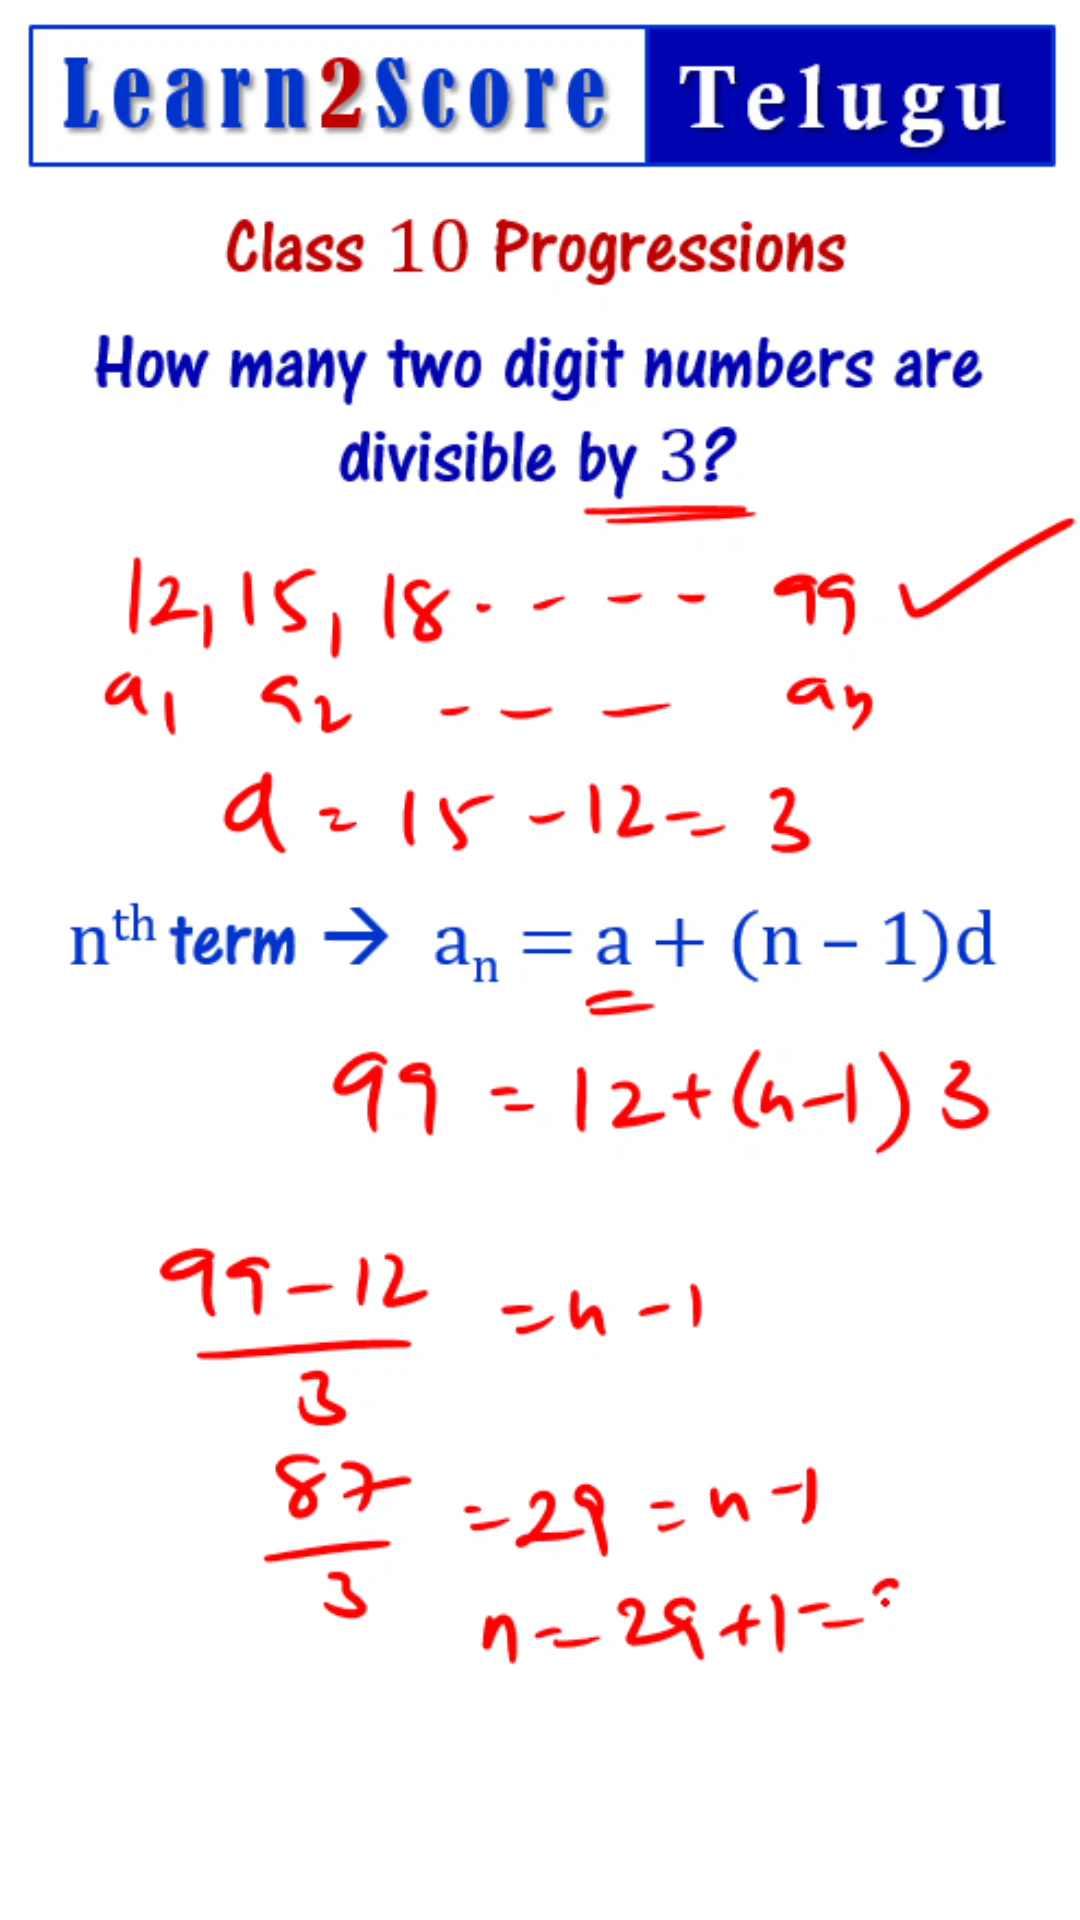 Learn2Score Telugu
Class 10 Progressions
How many two digit numbers are
divisible by 3?
12, 15, 18 . - - - 99 ✓
a₁ a₂ - - - aₙ
d = 15 - 12 = 3
nᵗʰ term → aₙ = a + (n – 1)d
99 = 12 + (n-1) 3
99 - 12 / 3 = n - 1
87 / 3 = 29 = n - 1
n = 29 + 1 =